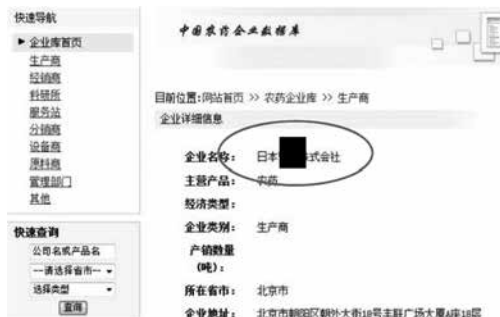 快速导航
企业库首页
生产商
经销商
科研所
服务站
分销商
设备商
原料商
管理部门
其他
快速查询
公司名或产品名
--请选择省市--
选择类型
查询
中国农药企业数据库
目前位置:网站首页 >> 农药企业库 >> 生产商
企业详细信息
企业名称： 日本 式会社
主营产品： 农药
经济类型：
企业类别： 生产商
产销数量
(吨)：
所在省市： 北京市
企业地址： 北京市朝阳区朝外大街18号丰联广场大厦A座18层